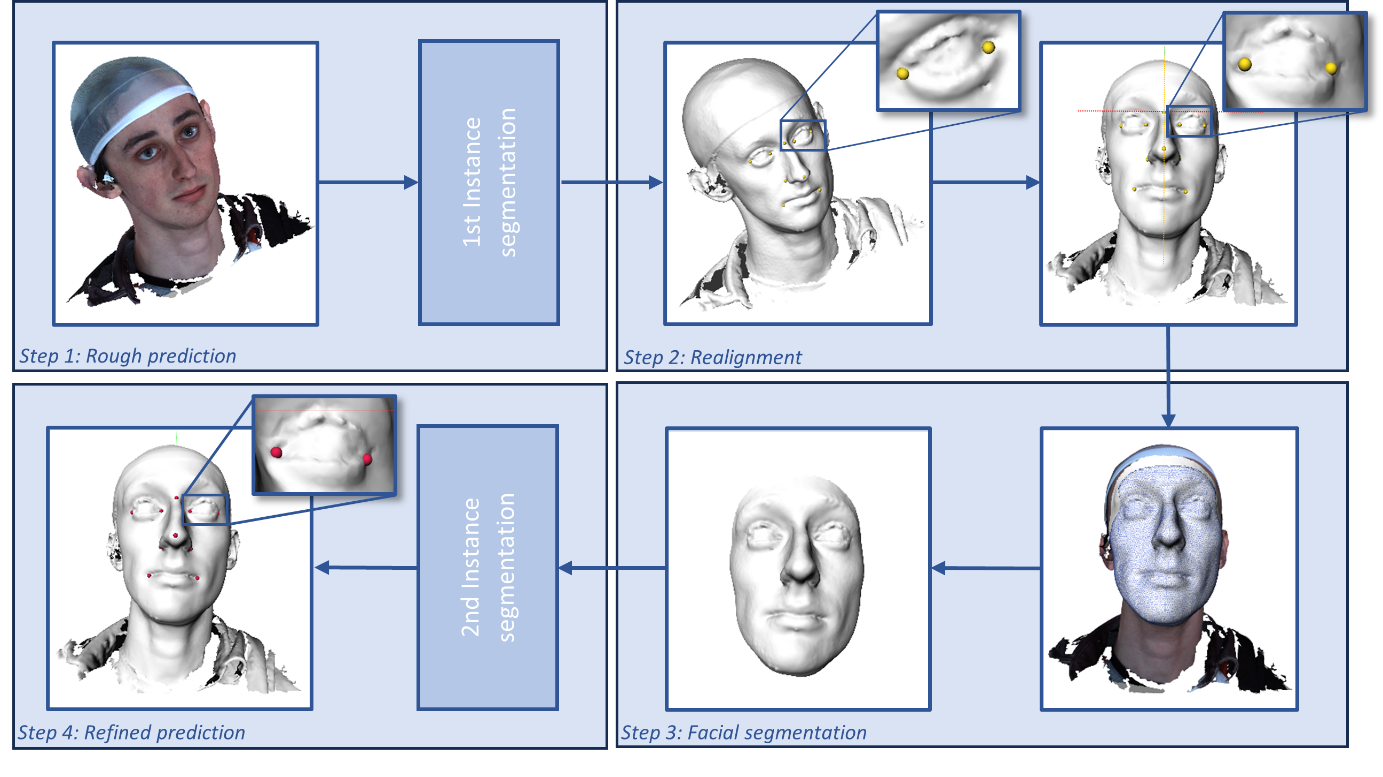 1st Instance
segmentation
Step 1: Rough prediction
Step 2: Realignment
Step 3: Facial segmentation
2nd Instance
segmentation
Step 4: Refined prediction